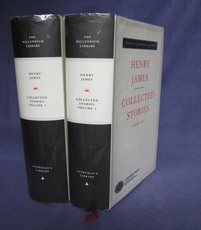 THE
MILLENNIUM
LIBRARY
HENRY
JAMES
COLLECTED
STORIES
VOLUME 1
EVERYMAN'S
LIBRARY
THE
MILLENNIUM
LIBRARY
HENRY
JAMES
COLLECTED
STORIES
VOLUME 2
EVERYMAN'S
LIBRARY
HENRY
JAMES
COLLECTED
STORIES